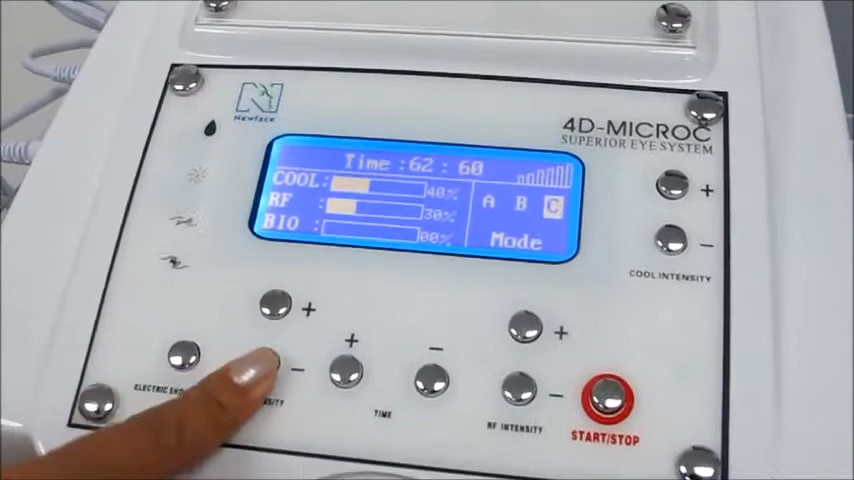 Newface
4D-MICROC
SUPERIOR EYE SYSTEM
Time :62 : 60
COOL: 40%
RF : 30%
BIO : 00%
A B C
Mode
+
-
COOL INTENSITY
+
-
+
-
TIME
+
-
RF INTENSITY
START/STOP
ELECTRIC